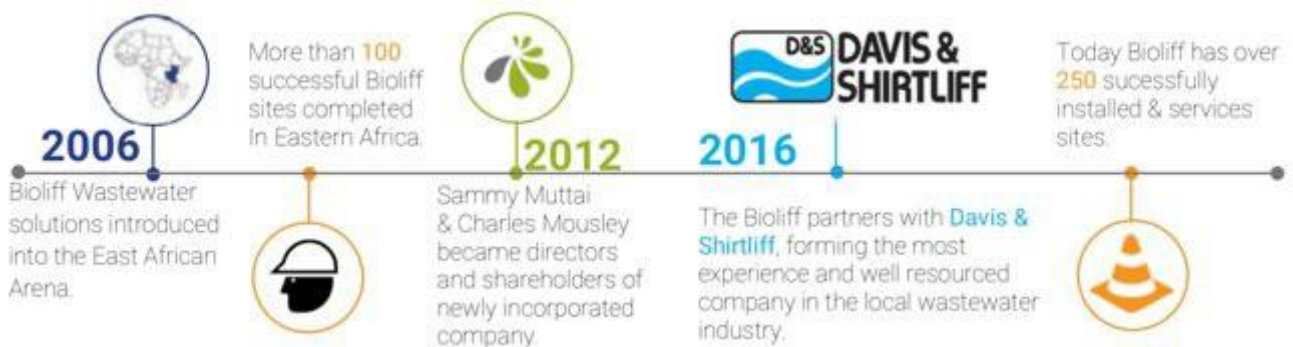 2006
Bioliff Wastewater
solutions introduced
into the East African
Arena.
More than 100
successful Bioliff
sites completed
In Eastern Africa.
2012
Sammy Muttai
& Charles Mousley
became directors
and shareholders of
newly incorporated
company.
D&S DAVIS &
SHIRTLIFF
2016
The Bioliff partners with Davis &
Shirtliff, forming the most
experience and well resourced
company in the local wastewater
industry.
Today Bioliff has over
250 sucessfully
installed & services
sites.